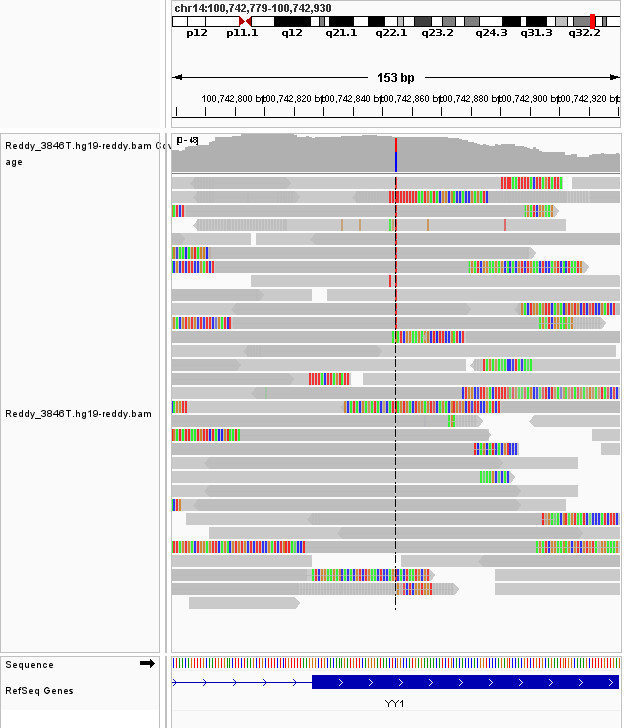 chr14:100,742,779-100,742,930
p12 p11.1 q12 q21.1 q22.1 q23.2 q24.3 q31.3 q32.2
153 bp
100,742,800 bp 100,742,820 bp 100,742,840 bp 100,742,860 bp 100,742,880 bp 100,742,900 bp 100,742,920 bp
Reddy_3846T.hg19-reddy.bam Cov
erage
Reddy_3846T.hg19-reddy.bam
Sequence
RefSeq Genes
YY1